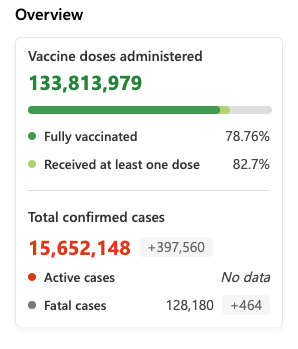 Overview
Vaccine doses administered
133,813,979
Fully vaccinated 78.76%
Received at least one dose 82.7%
Total confirmed cases
15,652,148 +397,560
Active cases No data
Fatal cases 128,180 +464